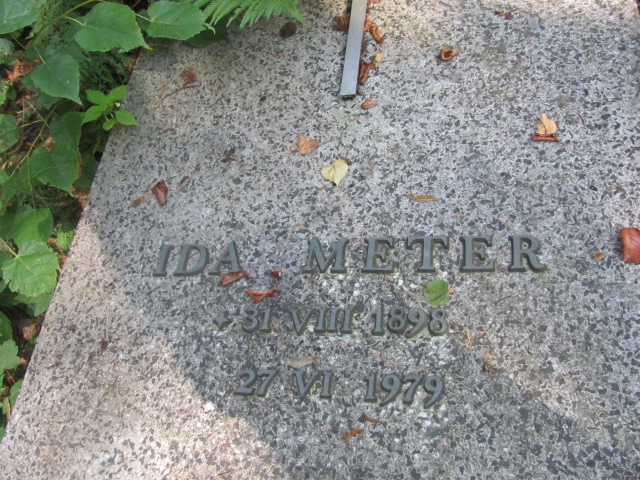 IDA METER
+ 31 VIII 1898
27 VI 1979